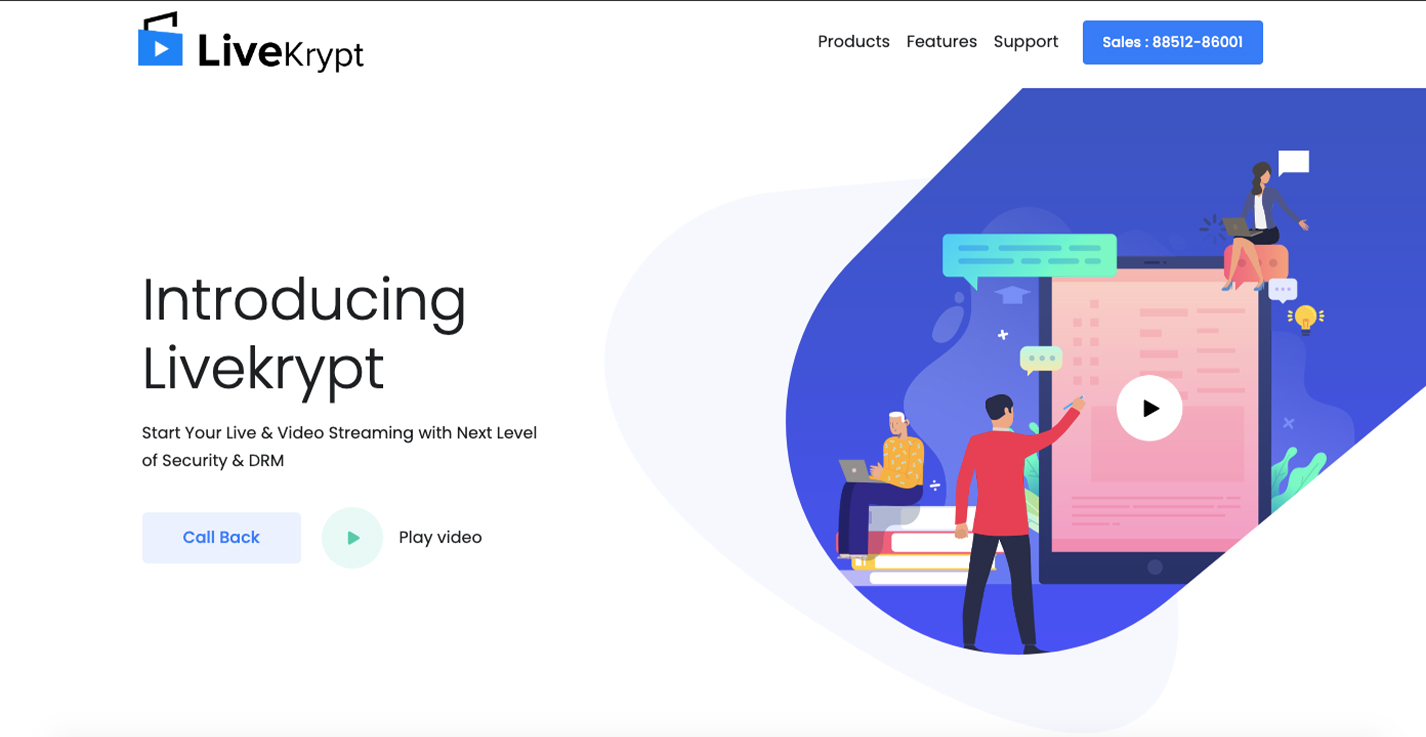 LiveKrypt
Products Features Support Sales : 88512-86001
Introducing
Livekrypt
Start Your Live & Video Streaming with Next Level
of Security & DRM
Call Back Play video